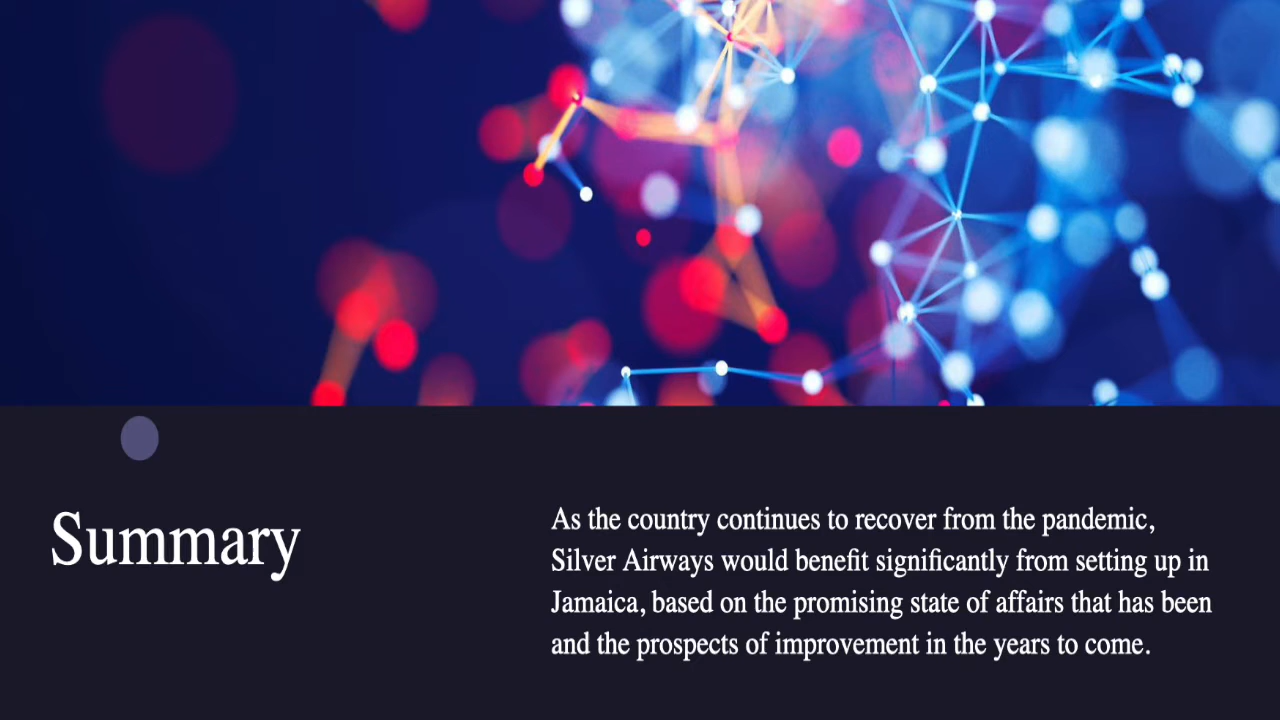 Summary
As the country continues to recover from the pandemic,
Silver Airways would benefit significantly from setting up in
Jamaica, based on the promising state of affairs that has been
and the prospects of improvement in the years to come.